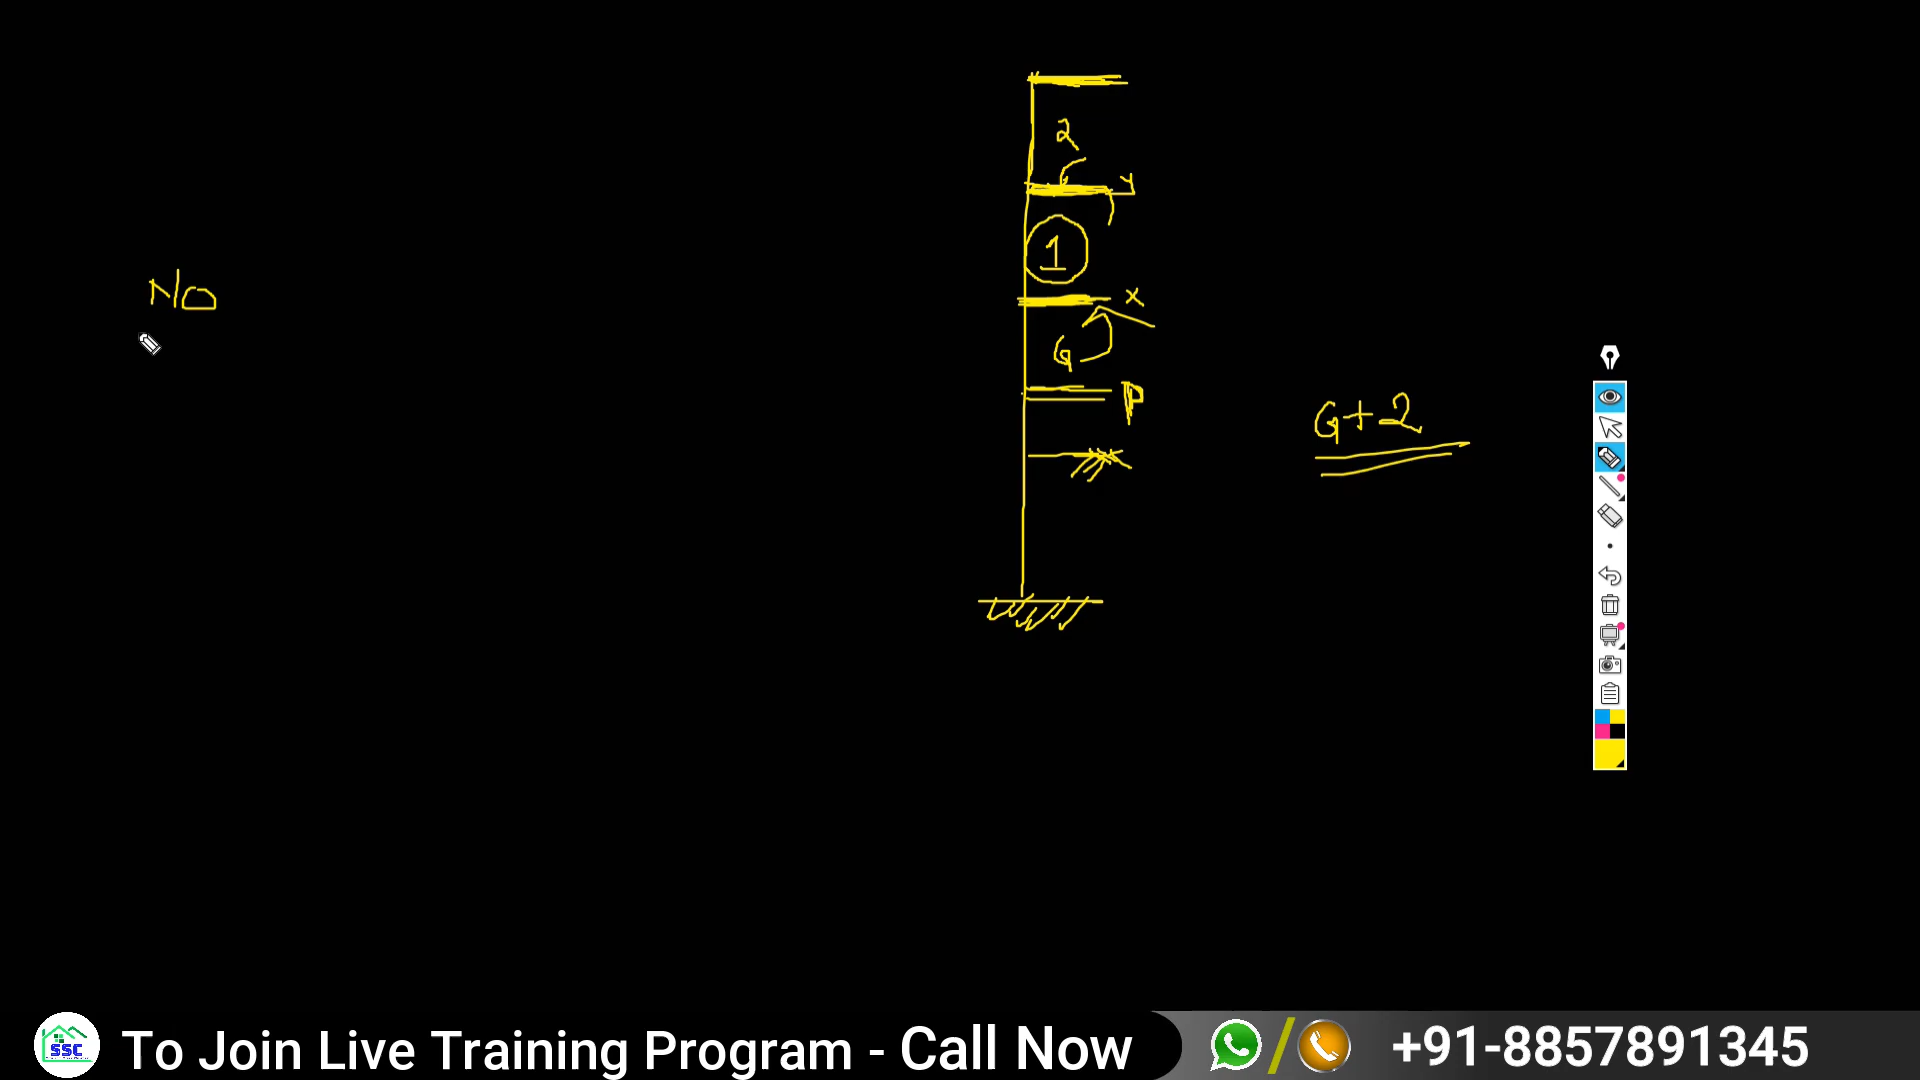 2
Y
1
X
NO
G
P
G+2
SSC
To Join Live Training Program - Call Now
+91-8857891345